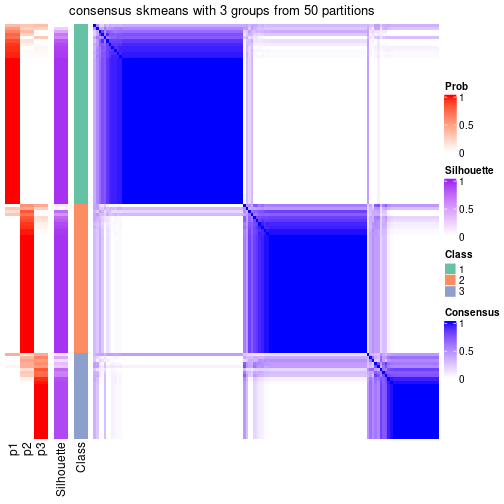 consensus skmeans with 3 groups from 50 partitions
Prob
1
0.5
0
Silhouette
1
0.5
0
Class
1
2
3
Consensus
1
0.5
0
p1
p2
p3
Silhouette
Class